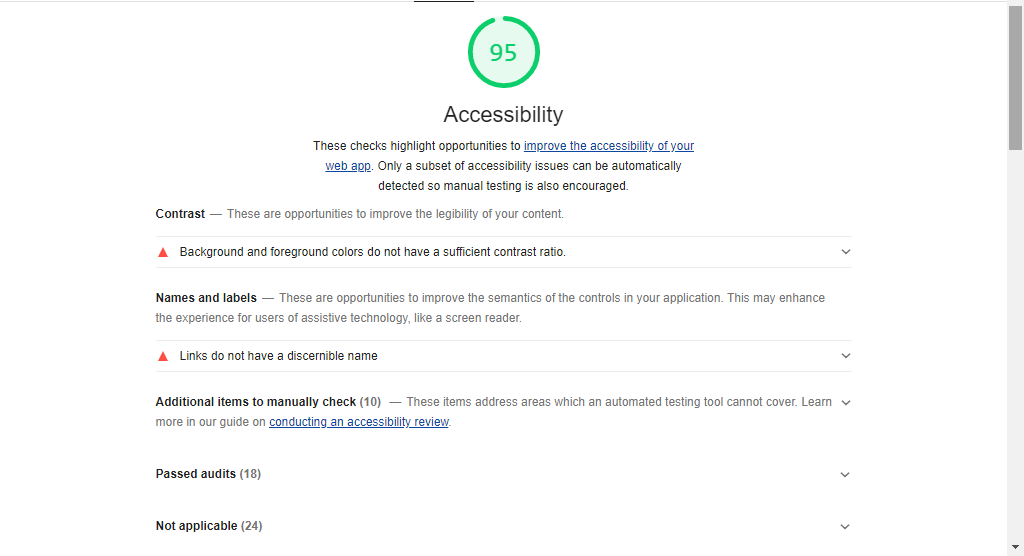 95
Accessibility
These checks highlight opportunities to improve the accessibility of your
web app. Only a subset of accessibility issues can be automatically
detected so manual testing is also encouraged.
Contrast — These are opportunities to improve the legibility of your content.
Background and foreground colors do not have a sufficient contrast ratio.
Names and labels — These are opportunities to improve the semantics of the controls in your application. This may enhance
the experience for users of assistive technology, like a screen reader.
Links do not have a discernible name
Additional items to manually check (10) — These items address areas which an automated testing tool cannot cover. Learn
more in our guide on conducting an accessibility review.
Passed audits (18)
Not applicable (24)